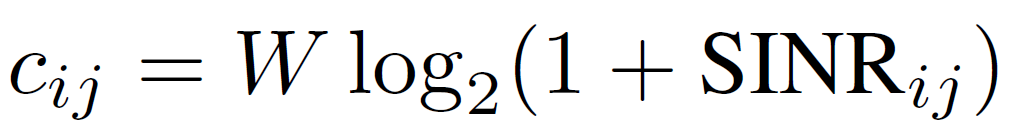 c_{ij} = W log_2(1 + SINR_{ij})